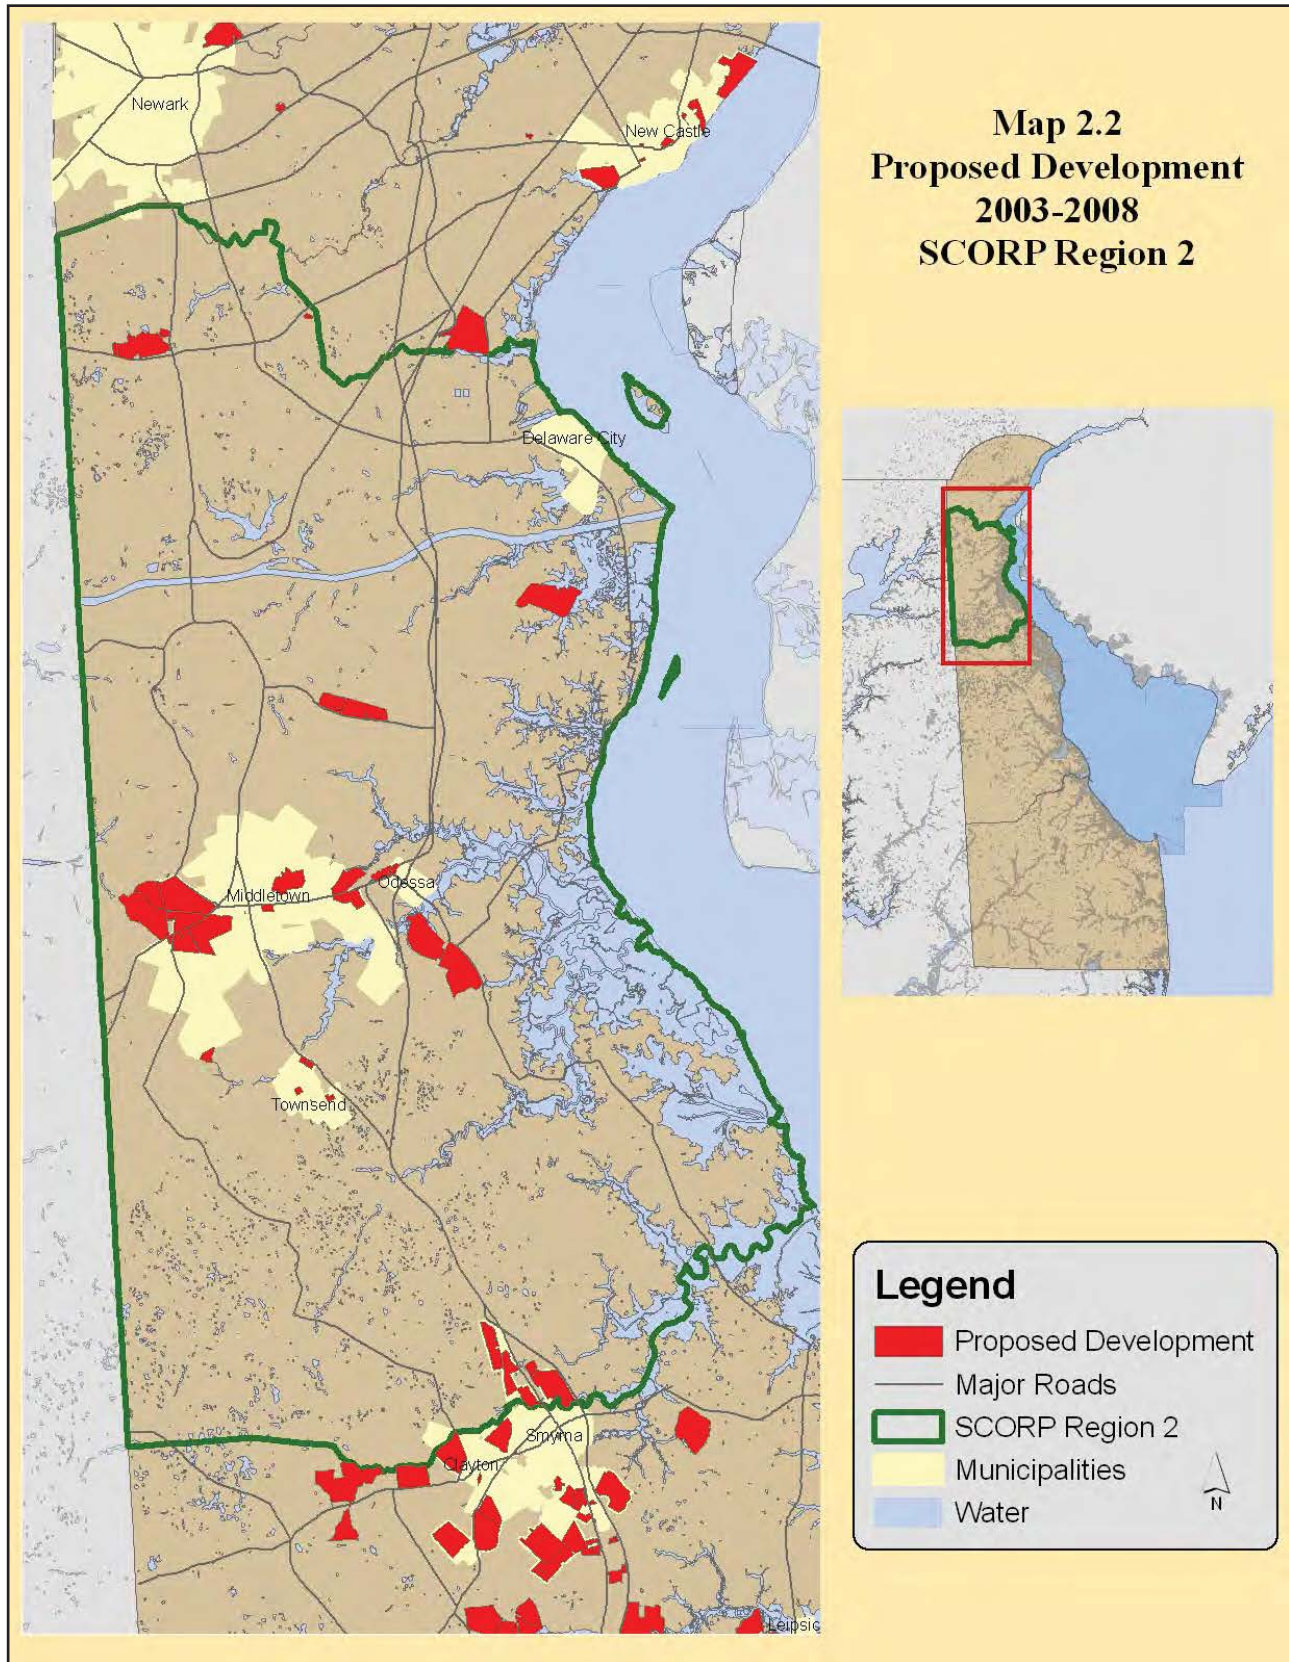 Map 2.2
Proposed Development
2003-2008
SCORP Region 2
Newark
New Castle
Delaware City
Middletown
Odessa
Townsend
Smyrna
Clayton
Leipsic
Legend
Proposed Development
Major Roads
SCORP Region 2
Municipalities
Water
N